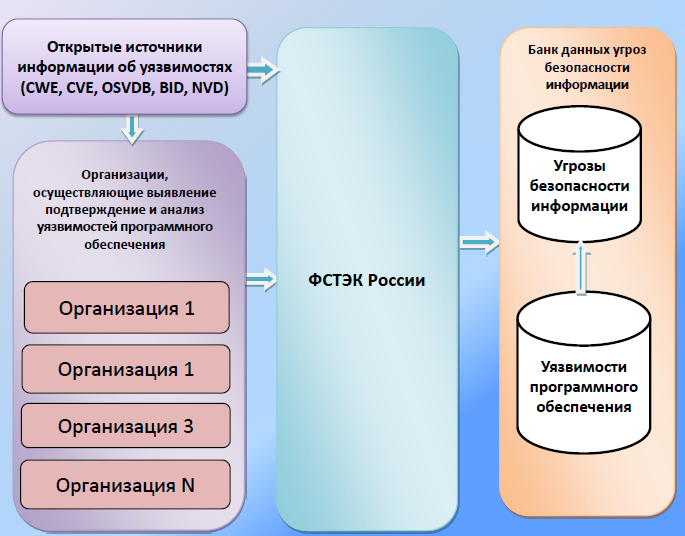 Открытые источники
информации об уязвимостях
(CWE, CVE, OSVDB, BID, NVD)
Организации,
осуществляющие выявление
подтверждение и анализ
уязвимостей программного
обеспечения
Организация 1
Организация 1
Организация 3
Организация N
ФСТЭК России
Банк данных угроз
безопасности
информации
Угрозы
безопасности
информации
Уязвимости
программного
обеспечения